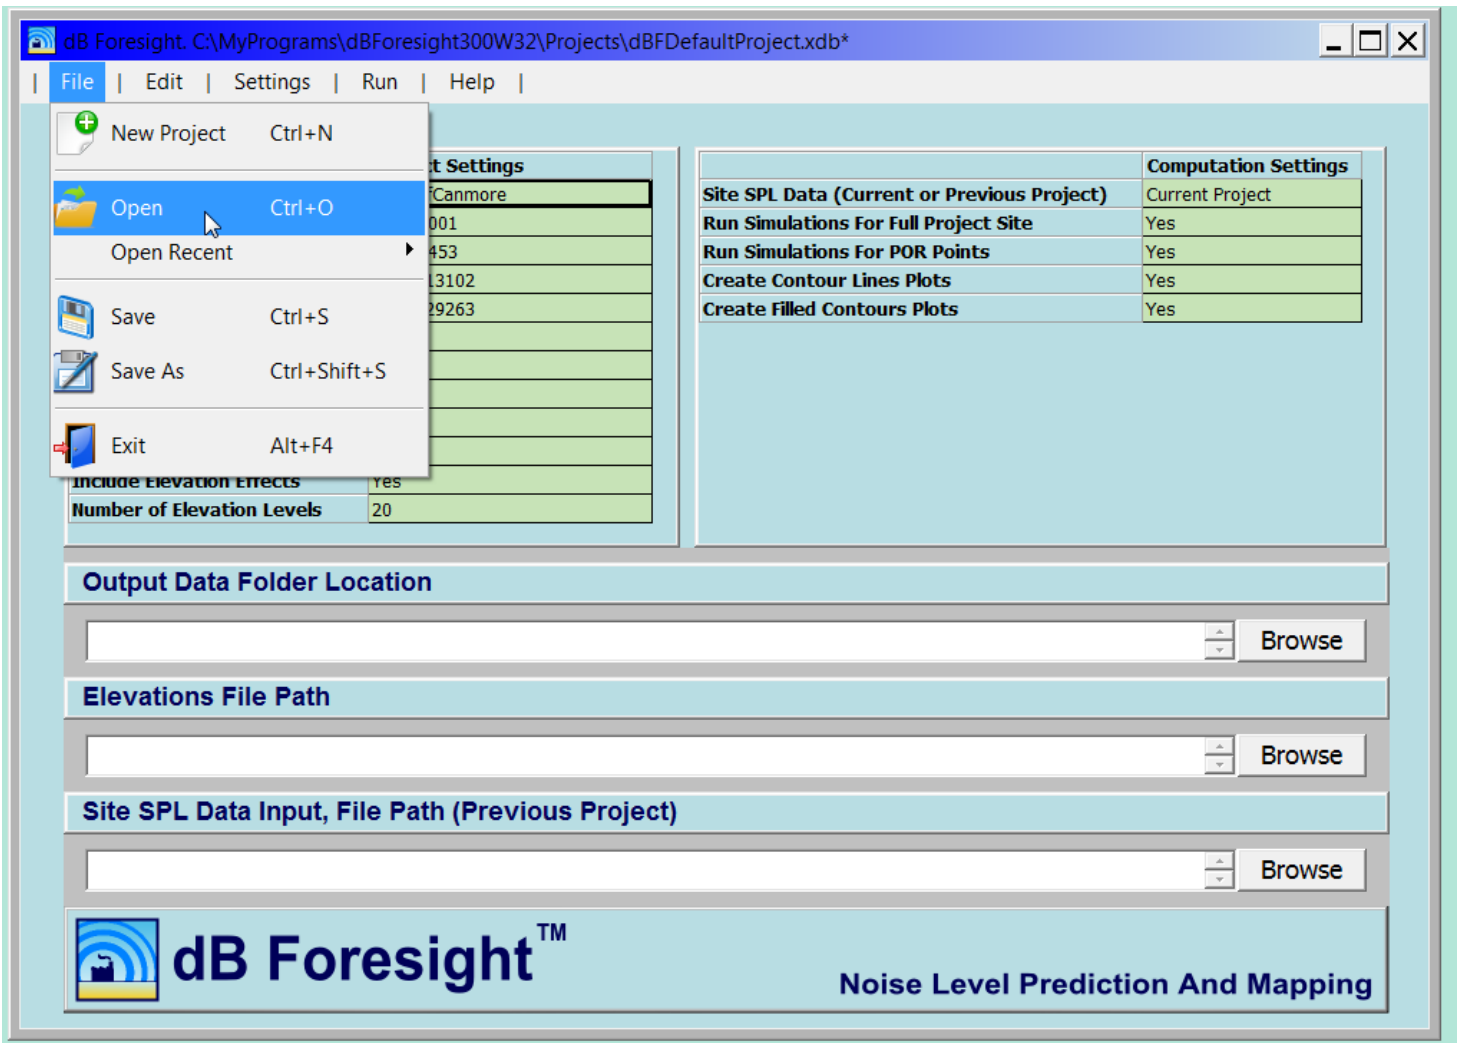 dB Foresight. C:\MyPrograms\dBForesight300W32\Projects\dBFDefaultProject.xdb*
| File | Edit | Settings | Run | Help |
New Project Ctrl+N
Open Ctrl+O
Open Recent
Save Ctrl+S
Save As Ctrl+Shift+S
Exit Alt+F4
Settings
Canmore
001
453
13102
29263
Include Elevation Effects Yes
Number of Elevation Levels 20
Computation Settings
Site SPL Data (Current or Previous Project) Current Project
Run Simulations For Full Project Site Yes
Run Simulations For POR Points Yes
Create Contour Lines Plots Yes
Create Filled Contours Plots Yes
Output Data Folder Location
Browse
Elevations File Path
Browse
Site SPL Data Input, File Path (Previous Project)
Browse
dB Foresight™
Noise Level Prediction And Mapping